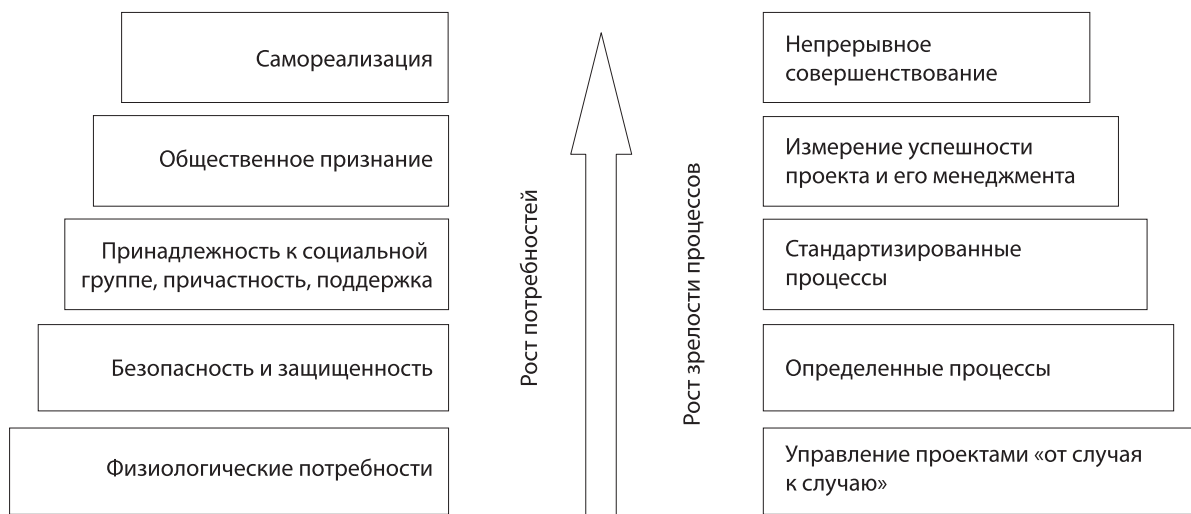 Самореализация
Общественное признание
Принадлежность к социальной
группе, причастность, поддержка
Безопасность и защищенность
Физиологические потребности
Рост потребностей
Рост зрелости процессов
Непрерывное
совершенствование
Измерение успешности
проекта и его менеджмента
Стандартизированные
процессы
Определенные процессы
Управление проектами «от случая
к случаю»